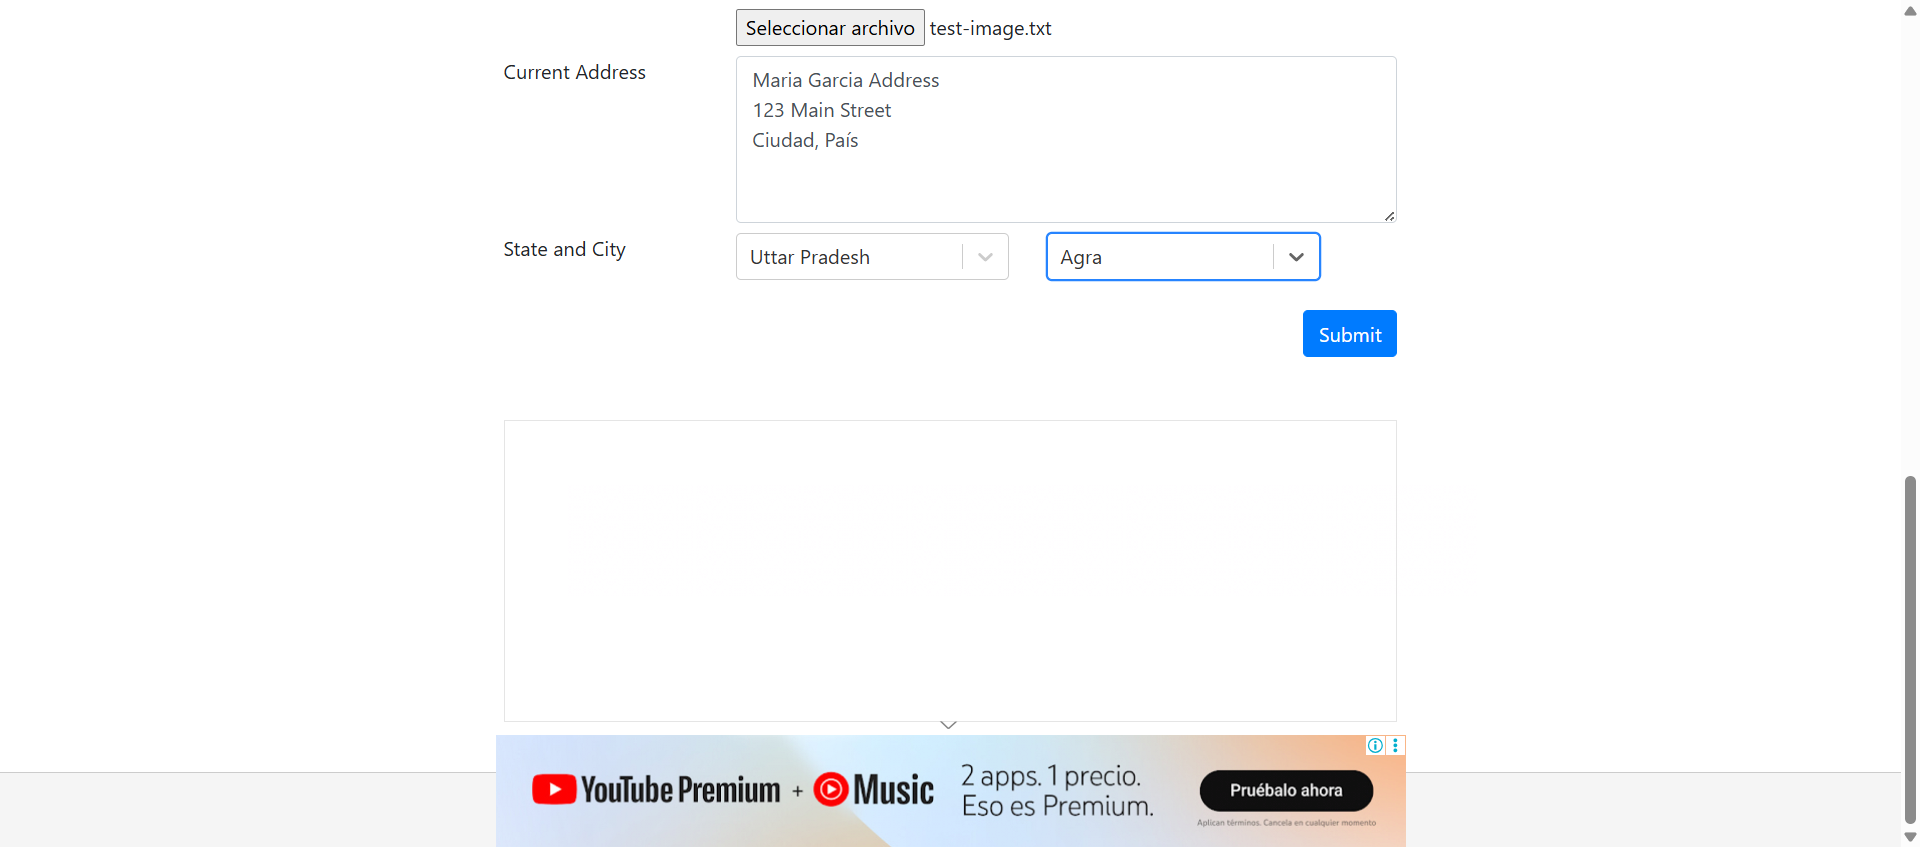 Seleccionar archivo test-image.txt
Current Address
Maria Garcia Address
123 Main Street
Ciudad, País
State and City
Uttar Pradesh
Agra
Submit
YouTube Premium + Music
2 apps. 1 precio.
Eso es Premium.
Pruébalo ahora
Aplican términos. Cancela en cualquier momento